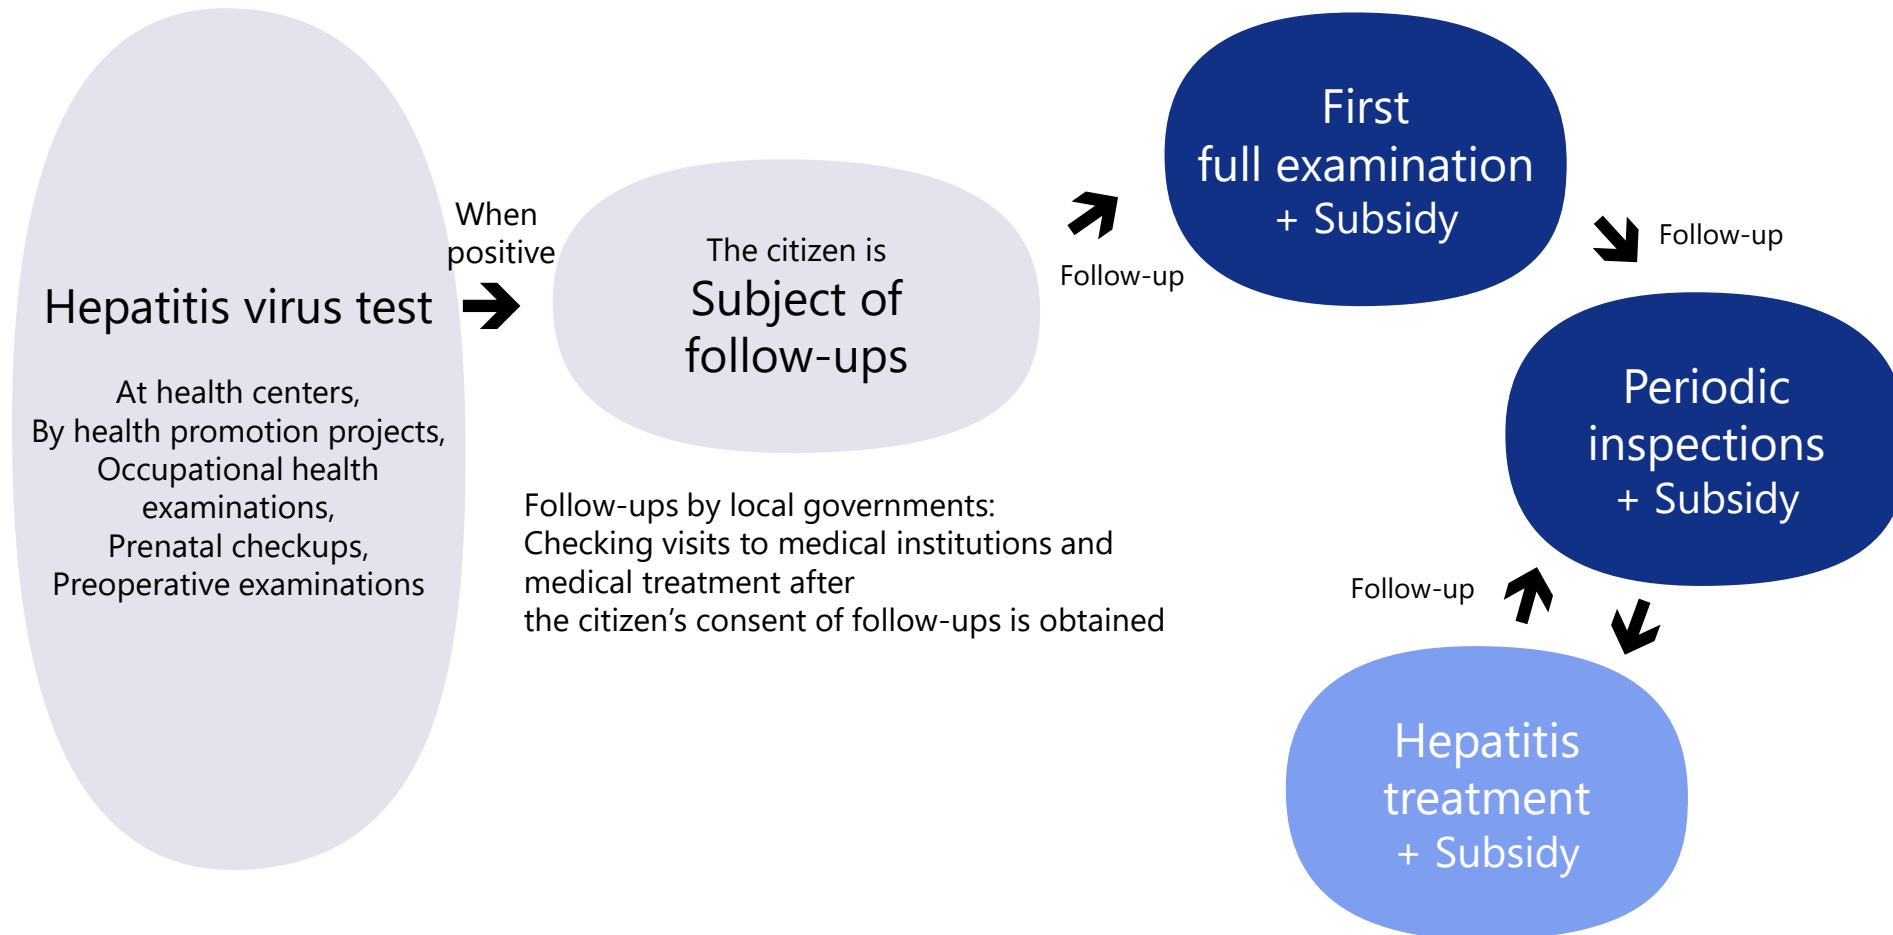 Hepatitis virus test
At health centers,
By health promotion projects,
Occupational health
examinations,
Prenatal checkups,
Preoperative examinations
When
positive
The citizen is
Subject of
follow-ups
Follow-ups by local governments:
Checking visits to medical institutions and
medical treatment after
the citizen’s consent of follow-ups is obtained
Follow-up
First
full examination
+ Subsidy
Follow-up
Periodic
inspections
+ Subsidy
Follow-up
Hepatitis
treatment
+ Subsidy